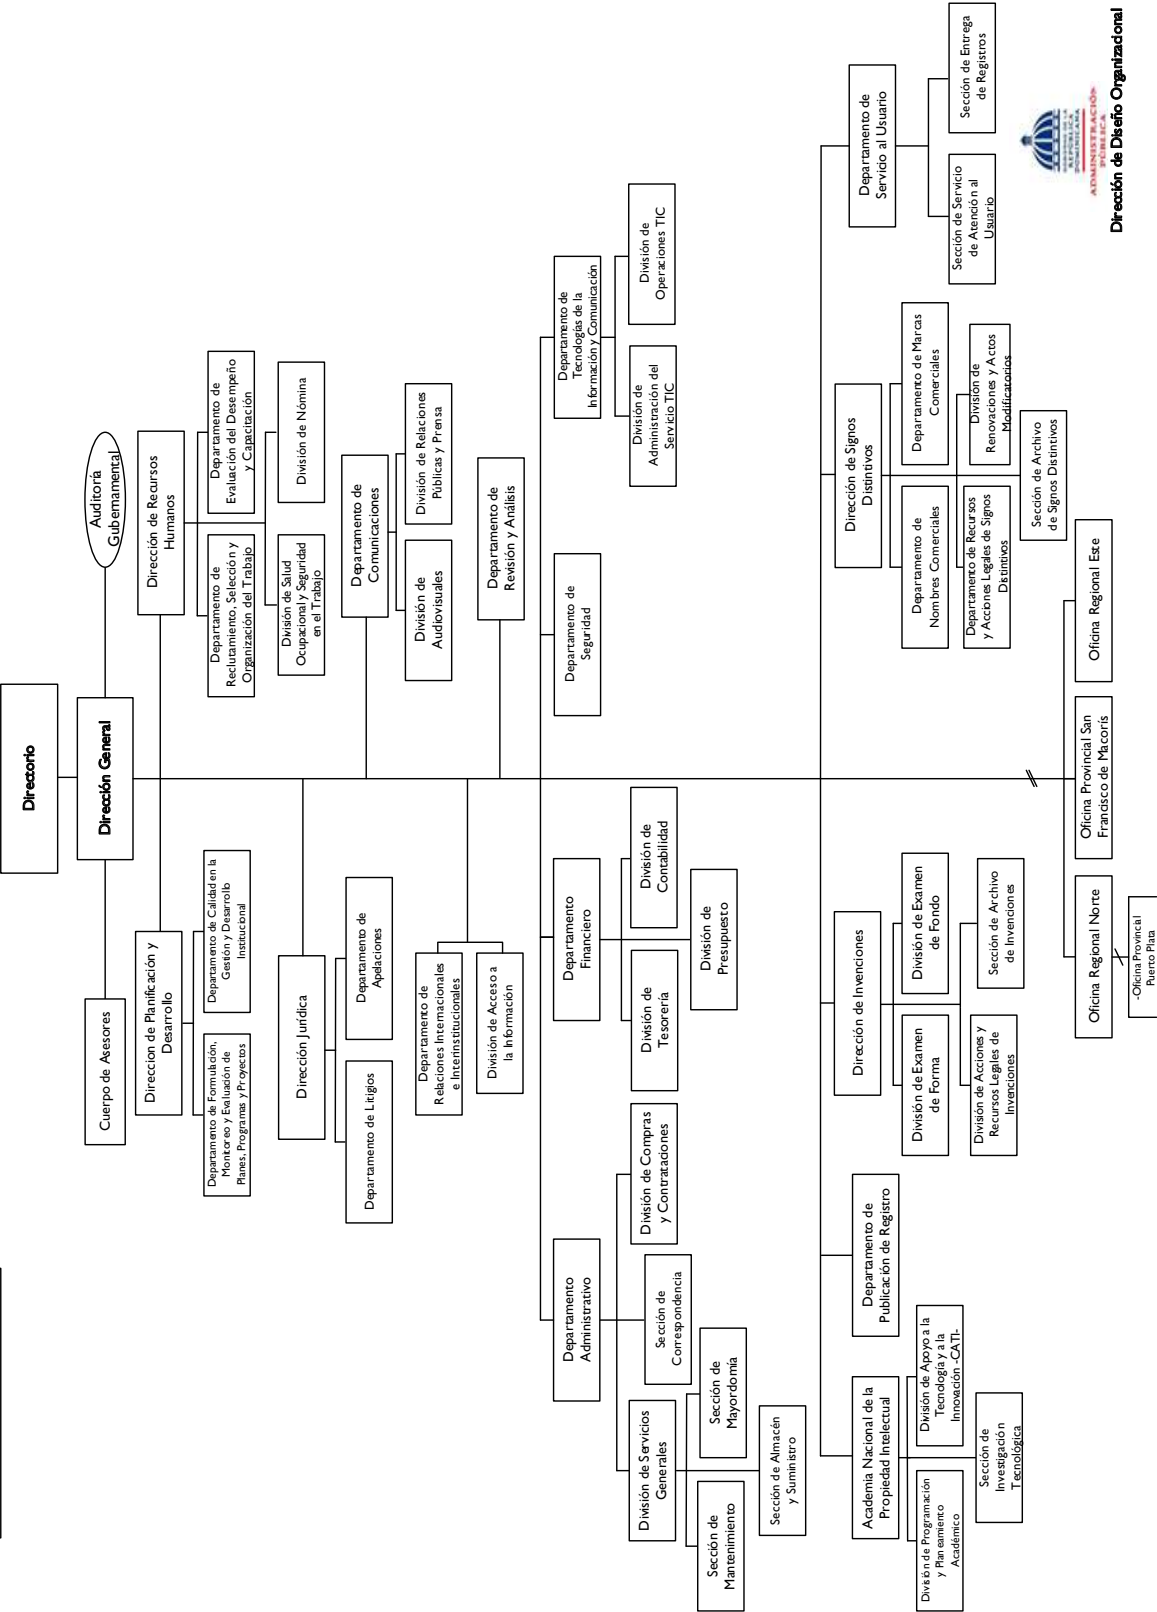 Directorio
Dirección General
Auditoría
Gubernamental
Cuerpo de Asesores
Direccion de Planificación y
Desarrollo
Departamento de Formulación,
Monitoreo y Evaluación de
Planes, Programas y Proyectos
Departamento de Calidad en la
Gestión y Desarrollo
Institucional
Dirección de Recursos
Humanos
Departamento de
Reclutamiento, Selección y
Organización del Trabajo
Departamento de
Evaluación del Desempeño
y Capacitación
División de Salud
Ocupacional y Seguridad
en el Trabajo
División de Nómina
Dirección Jurídica
Departamento de Litigios
Departamento de
Apelaciones
Departamento de
Comunicaciones
División de
Audiovisuales
División de Relaciones
Públicas y Prensa
Departamento de
Relaciones Internacionales
e Interinstitucionales
División de Acceso a
la Información
Departamento de
Revisión y Análisis
Departamento
Administrativo
División de Servicios
Generales
Sección de
Correspondencia
División de Compras
y Contrataciones
Sección de
Mantenimiento
Sección de
Mayordomía
Sección de Almacén
y Suministro
Departamento
Financiero
División de
Tesorería
División de
Contabilidad
División de
Presupuesto
Departamento de
Seguridad
Departamento de
Tecnologías de la
Información y Comunicación
División de
Administración del
Servicio TIC
División de
Operaciones TIC
Academia Nacional de la
Propiedad Intelectual
División de Programación
y Planeamiento
Académico
División de Apoyo a la
Tecnología y a la
Innovación -CATI-
Sección de
Investigación
Tecnológica
Departamento de
Publicación de Registro
Dirección de Invenciones
División de Examen
de Forma
División de Examen
de Fondo
División de Acciones y
Recursos Legales de
Invenciones
Sección de Archivo
de Invenciones
Dirección de Signos
Distintivos
Departamento de
Nombres Comerciales
Departamento de Marcas
Comerciales
Departamento de Recursos
y Acciones Legales de Signos
Distintivos
División de
Renovaciones y Actos
Modificatorios
Sección de Archivo
de Signos Distintivos
Departamento de
Servicio al Usuario
Sección de Servicio
de Atención al
Usuario
Sección de Entrega
de Registros
Oficina Regional Norte
-Oficina Provincial
Puerto Plata
Oficina Provincial San
Francisco de Macorís
Oficina Regional Este
GOBIERNO DE LA
REPÚBLICA
DOMINICANA
ADMINISTRACIÓN
PÚBLICA
Dirección de Diseño Organizacional